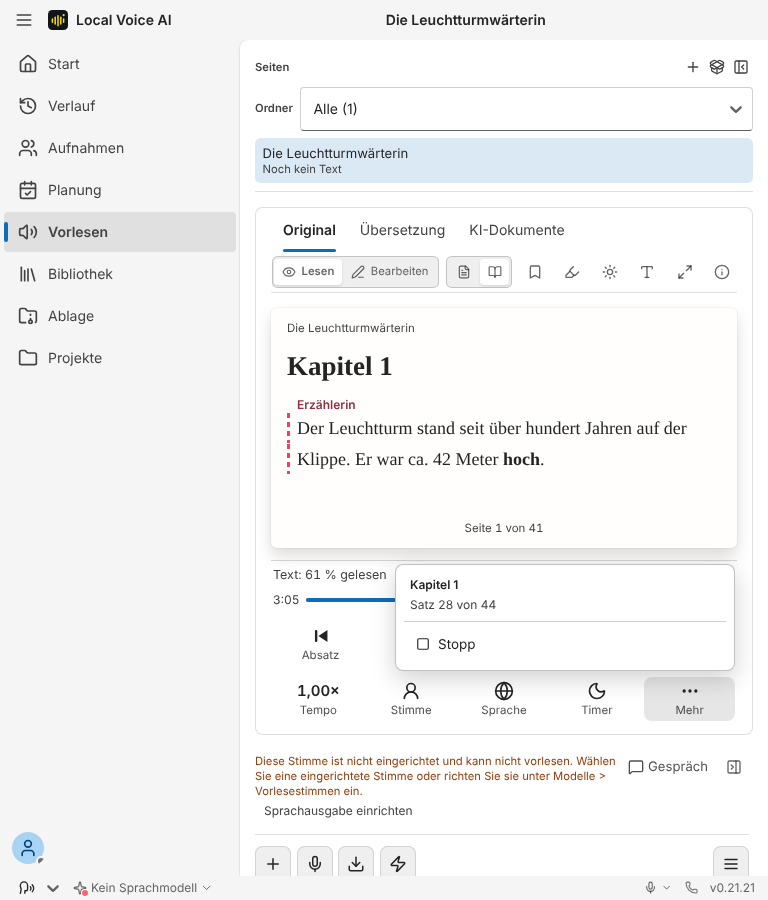 Local Voice AI
Die Leuchtturmwärterin
Start
Verlauf
Aufnahmen
Planung
Vorlesen
Bibliothek
Ablage
Projekte
Seiten
Ordner
Alle (1)
Die Leuchtturmwärterin
Noch kein Text
Original Übersetzung KI-Dokumente
Lesen Bearbeiten
Die Leuchtturmwärterin
Kapitel 1
Erzählerin
Der Leuchtturm stand seit über hundert Jahren auf der
Klippe. Er war ca. 42 Meter hoch.
Seite 1 von 41
Text: 61 % gelesen
3:05
Kapitel 1
Satz 28 von 44
Stopp
Absatz
1,00×
Tempo Stimme Sprache Timer Mehr
Diese Stimme ist nicht eingerichtet und kann nicht vorlesen. Wählen
Sie eine eingerichtete Stimme oder richten Sie sie unter Modelle >
Vorlesestimmen ein.
Gespräch
Sprachausgabe einrichten
Kein Sprachmodell
v0.21.21